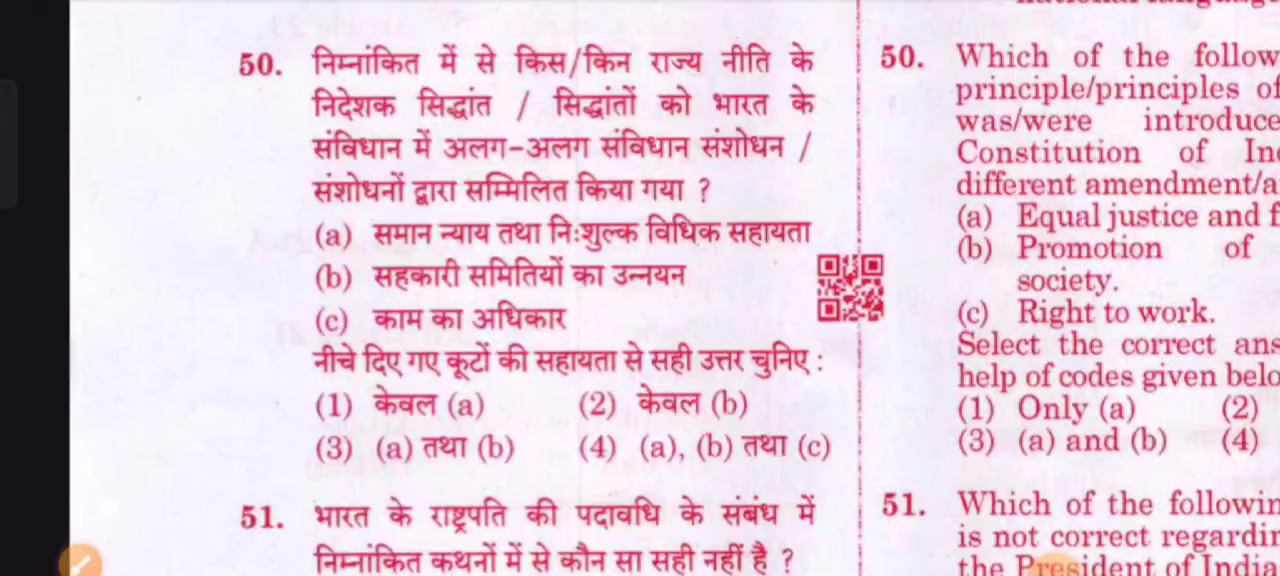 50. निम्नांकित में से किस/किन राज्य नीति के
निदेशक सिद्धांत / सिद्धांतों को भारत के
संविधान में अलग-अलग संविधान संशोधन /
संशोधनों द्वारा सम्मिलित किया गया ?
(a) समान न्याय तथा निःशुल्क विधिक सहायता
(b) सहकारी समितियों का उन्नयन
(c) काम का अधिकार
नीचे दिए गए कूटों की सहायता से सही उत्तर चुनिए :
(1) केवल (a) (2) केवल (b)
(3) (a) तथा (b) (4) (a), (b) तथा (c)
51. भारत के राष्ट्रपति की पदावधि के संबंध में
निम्नांकित कथनों में से कौन सा सही नहीं है ?
50. Which of the follow
principle/principles of
was/were introduce
Constitution of In
different amendment/a
(a) Equal justice and f
(b) Promotion of
society.
(c) Right to work.
Select the correct ans
help of codes given belo
(1) Only (a) (2)
(3) (a) and (b) (4)
51. Which of the followin
is not correct regardin
the President of India